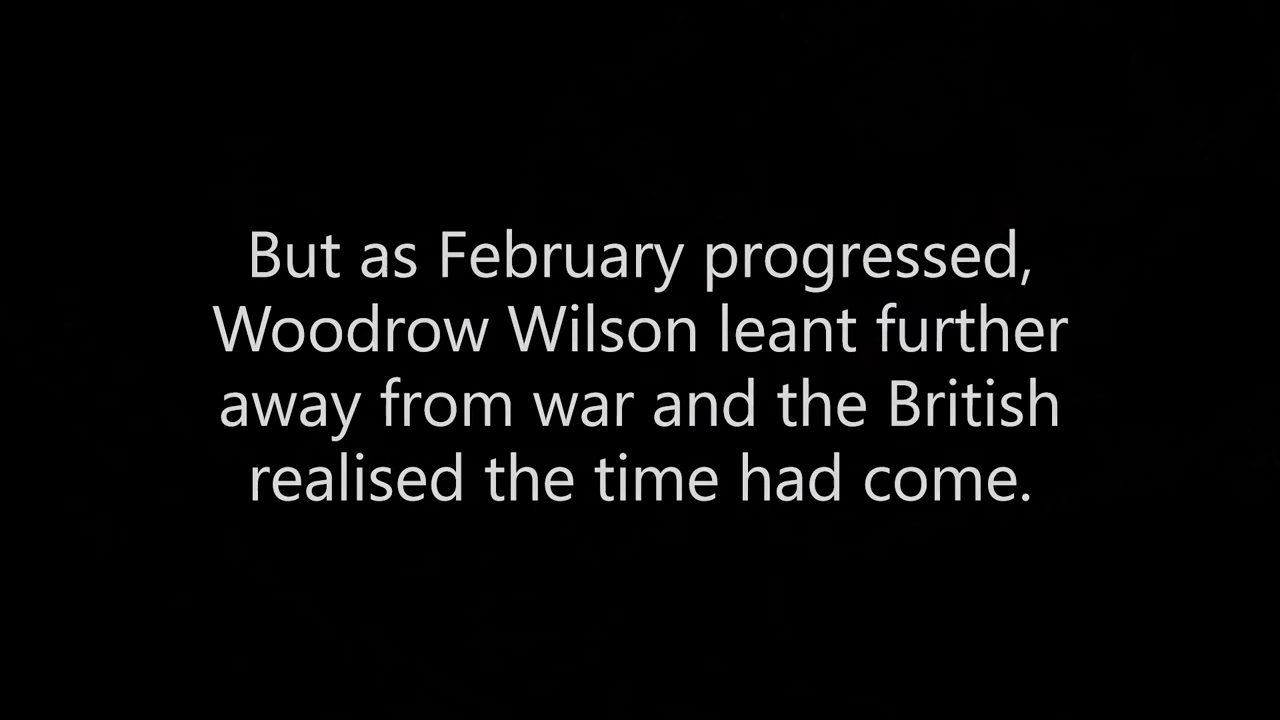 But as February progressed,
Woodrow Wilson leant further
away from war and the British
realised the time had come.